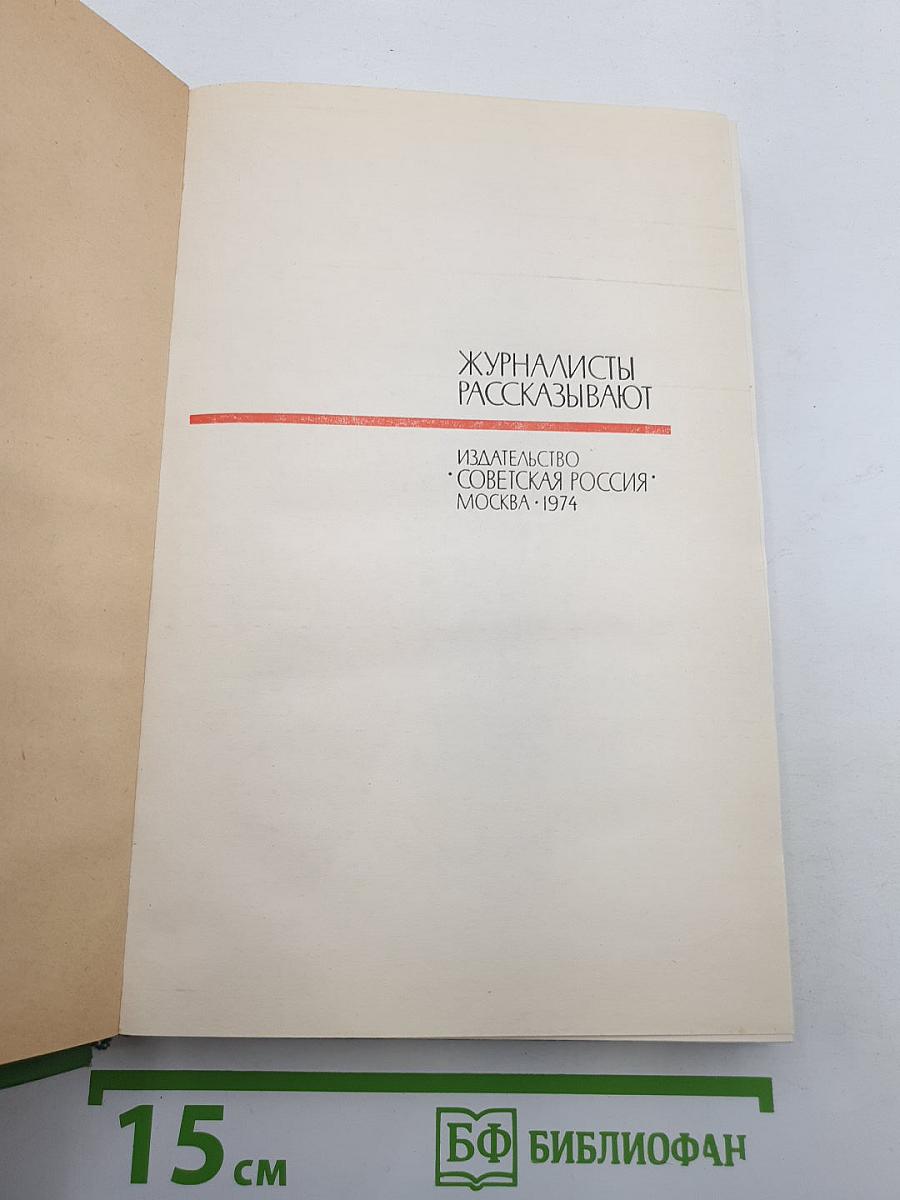 ЖУРНАЛИСТЫ
РАССКАЗЫВАЮТ
ИЗДАТЕЛЬСТВО
·СОВЕТСКАЯ РОССИЯ·
МОСКВА·1974
15 см
БФ БИБЛИОФАН